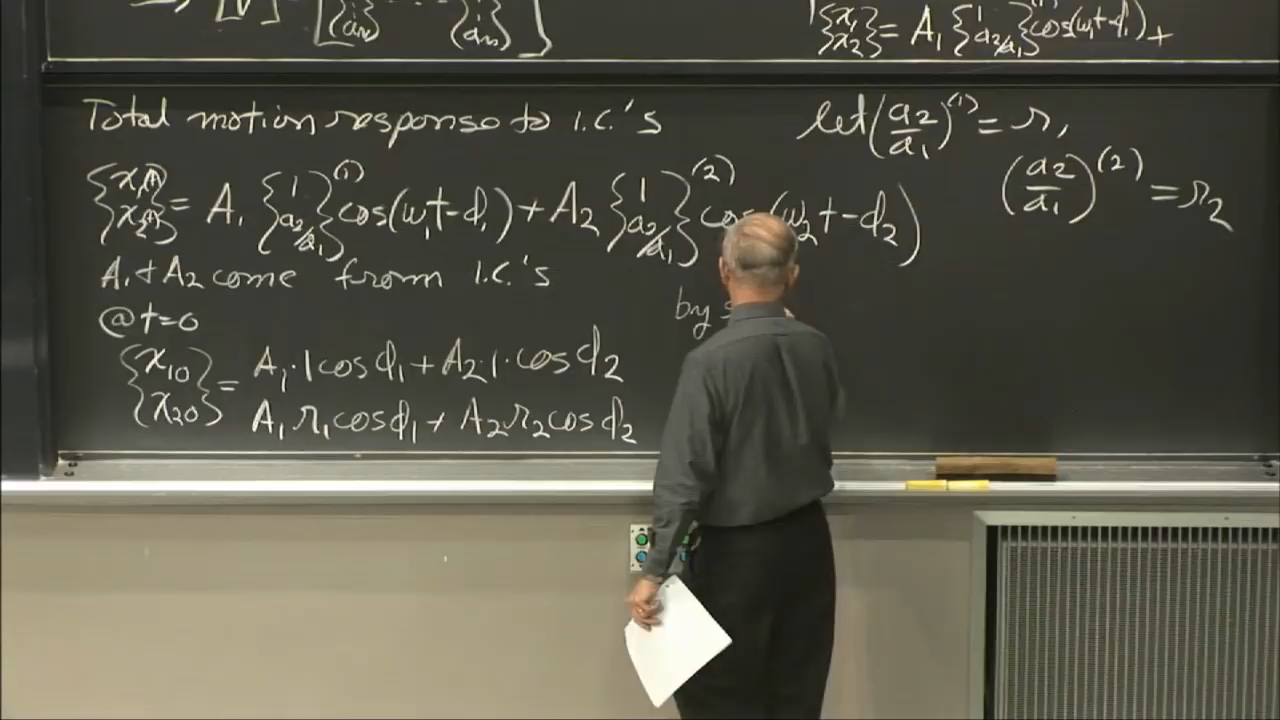 [V]
{x₁ x₂} = A₁ {1 a₂/a₁}⁽¹⁾ cos(ω₁t-φ₁) +
Total motion response to I.C.'s
let (a₂/a₁)⁽¹⁾ = r₁
(a₂/a₁)⁽²⁾ = r₂
= A₁ {1 a₂/a₁}⁽¹⁾ cos(ω₁t-φ₁) + A₂ {1 a₂/a₁}⁽²⁾ cos(ω₂t-φ₂)
A₁ + A₂ come from I.C.'s
by
@ t=0
{x₁₀ x₂₀} = A₁·1 cos φ₁ + A₂·1·cos φ₂
A₁ r₁ cos φ₁ + A₂ r₂ cos φ₂